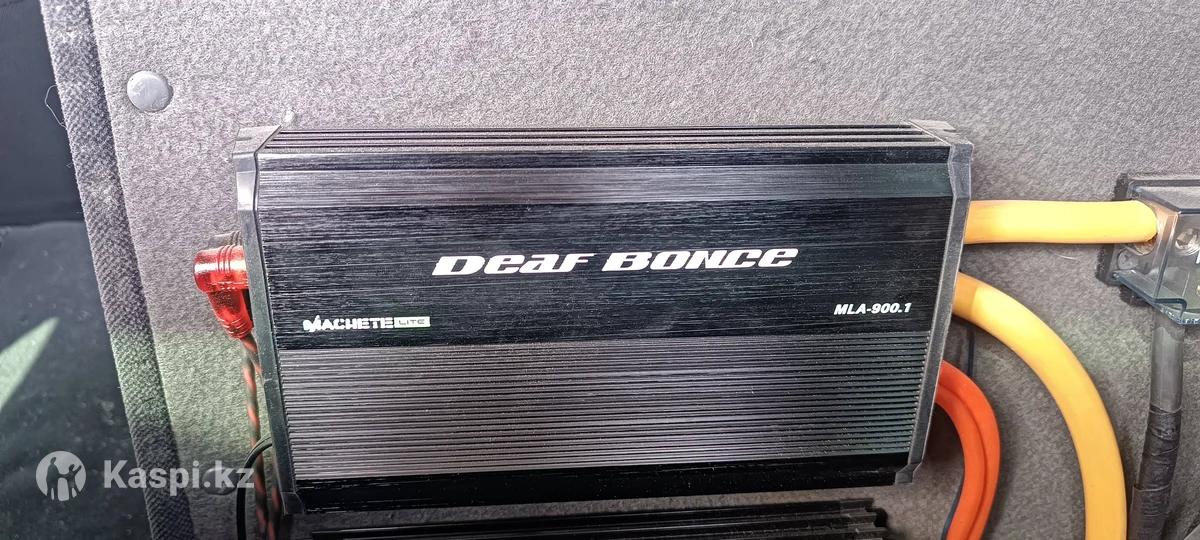 Deaf Bonce
MACHETE LITE
MLA-900.1
Kaspi.kz